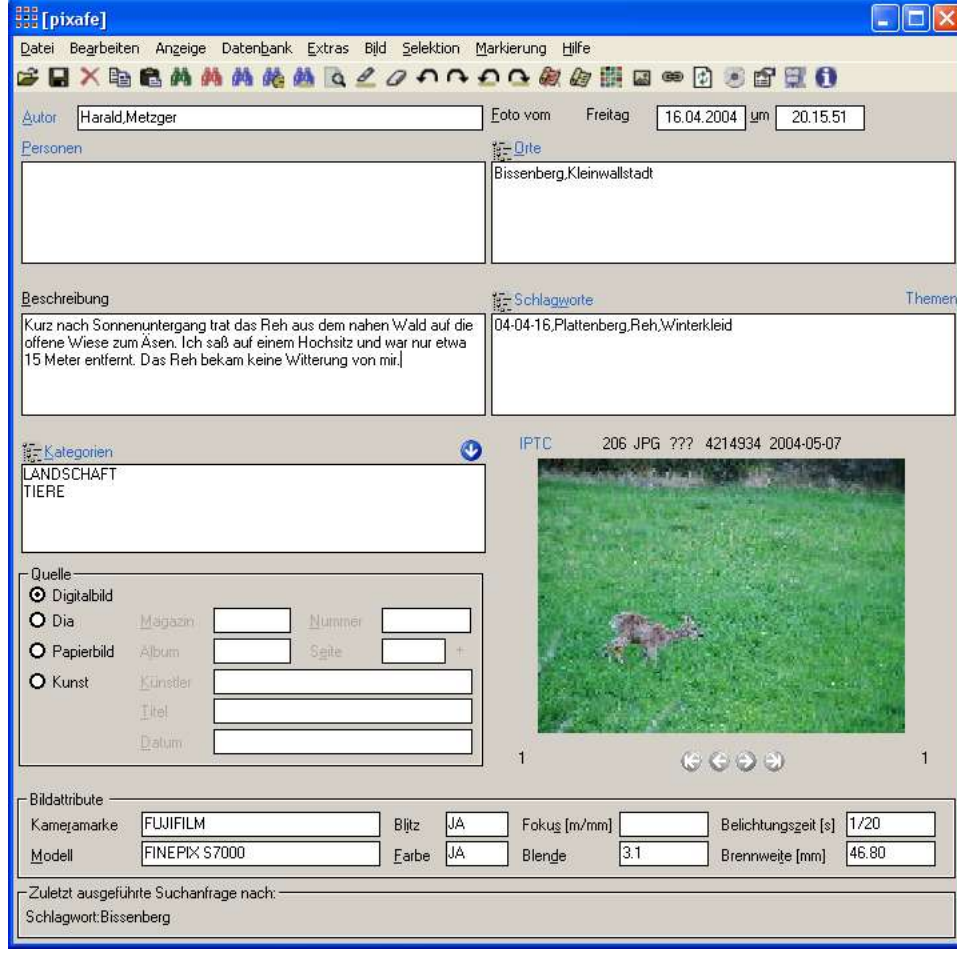 [pixafe]
Datei Bearbeiten Anzeige Datenbank Extras Bild Selektion Markierung Hilfe
Autor Harald,Metzger Foto vom Freitag 16.04.2004 um 20.15.51
Personen Orte
Bissenberg,Kleinwallstadt
Beschreibung Schlagworte Themen
Kurz nach Sonnenuntergang trat das Reh aus dem nahen Wald auf die
offene Wiese zum Äsen. Ich saß auf einem Hochsitz und war nur etwa
15 Meter entfernt. Das Reh bekam keine Witterung von mir.
04-04-16,Plattenberg,Reh,Winterkleid
Kategorien
LANDSCHAFT
TIERE
IPTC 206 JPG ??? 4214934 2004-05-07
Quelle
Digitalbild
Dia Magazin Nummer
Papierbild Album Seite +
Kunst Künstler
Titel
Datum
1 1
Bildattribute
Kameramarke FUJIFILM Blitz JA Fokus [m/mm] Belichtungszeit [s] 1/20
Modell FINEPIX S7000 Farbe JA Blende 3.1 Brennweite [mm] 46.80
Zuletzt ausgeführte Suchanfrage nach:
Schlagwort:Bissenberg